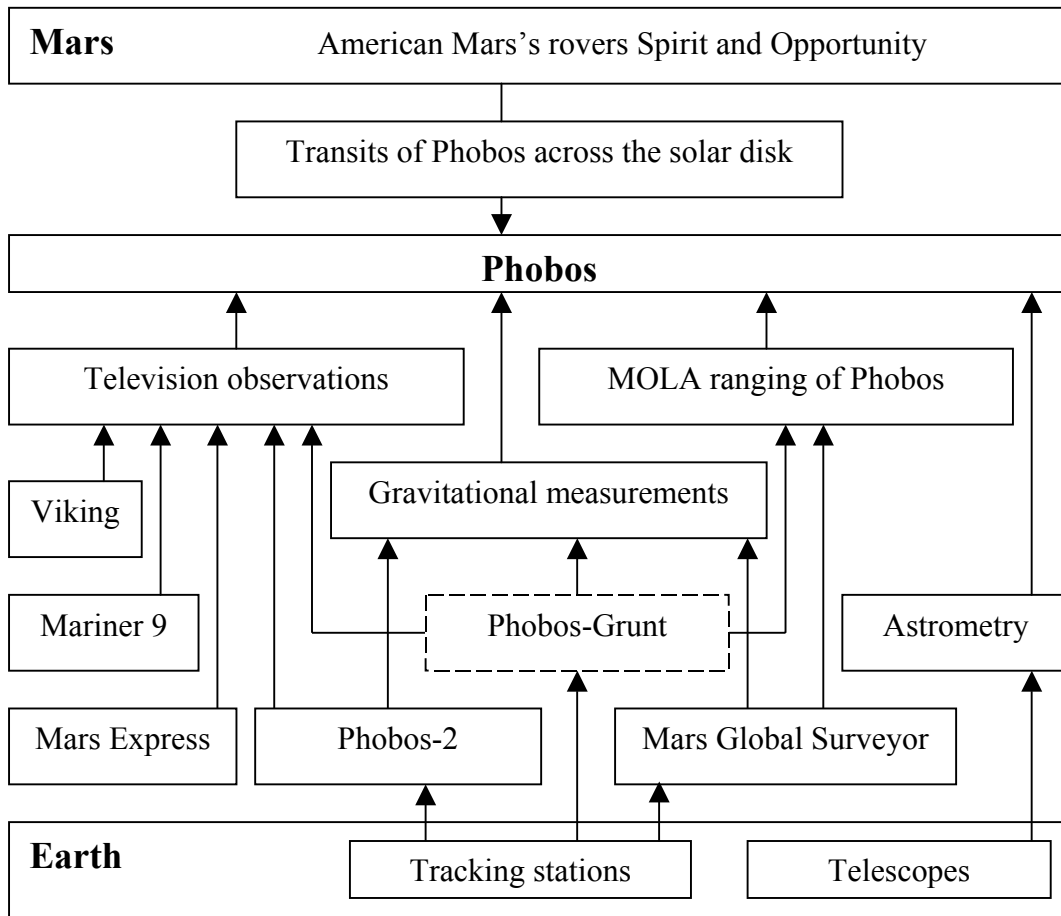 Mars
American Mars’s rovers Spirit and Opportunity
Transits of Phobos across the solar disk
Phobos
Television observations
MOLA ranging of Phobos
Gravitational measurements
Viking
Mariner 9
Phobos-Grunt
Astrometry
Mars Express
Phobos-2
Mars Global Surveyor
Earth
Tracking stations
Telescopes